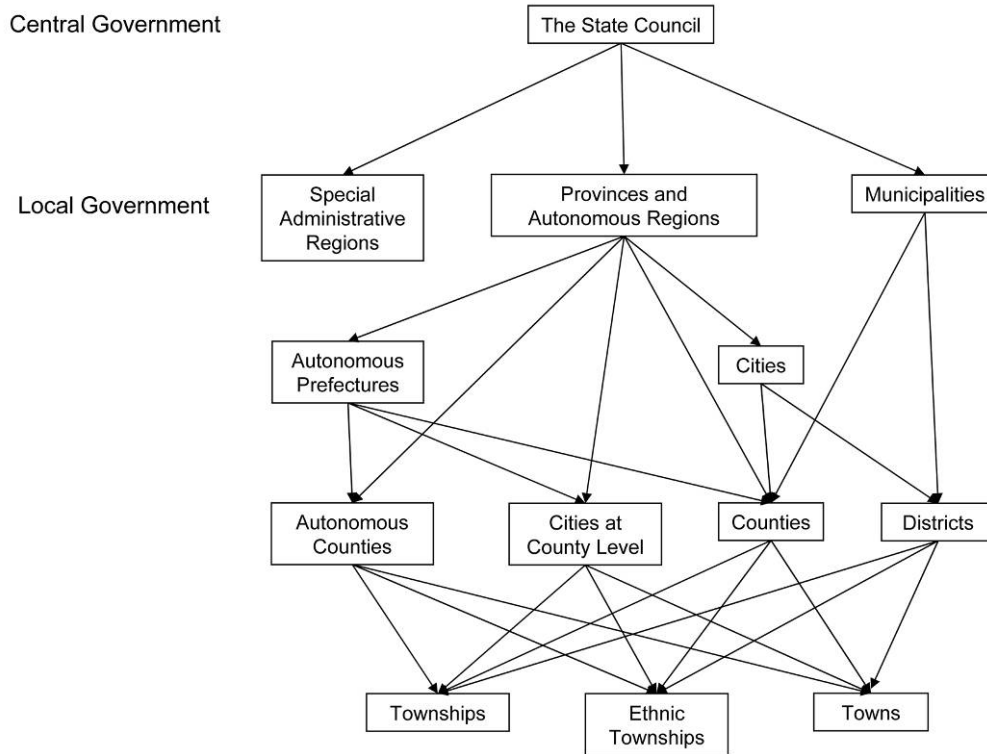 Central Government
The State Council
Local Government
Special
Administrative
Regions
Provinces and
Autonomous Regions
Municipalities
Autonomous
Prefectures
Cities
Autonomous
Counties
Cities at
County Level
Counties
Districts
Townships
Ethnic
Townships
Towns